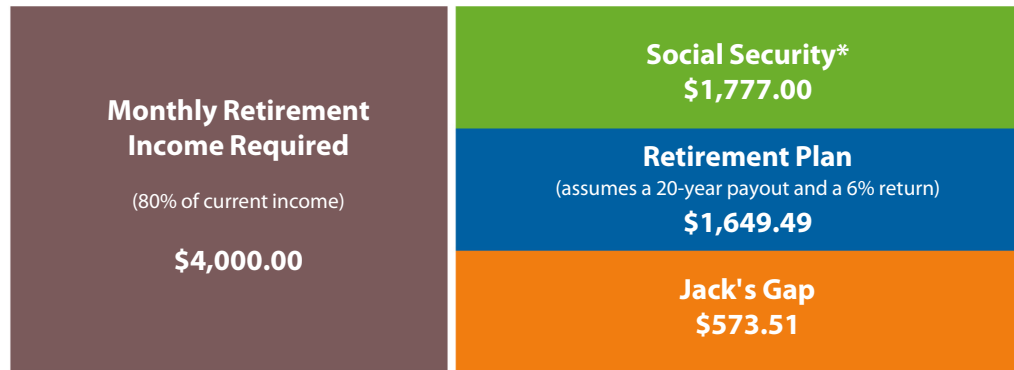 Monthly Retirement
Income Required
(80% of current income)
$4,000.00
Social Security*
$1,777.00
Retirement Plan
(assumes a 20-year payout and a 6% return)
$1,649.49
Jack's Gap
$573.51